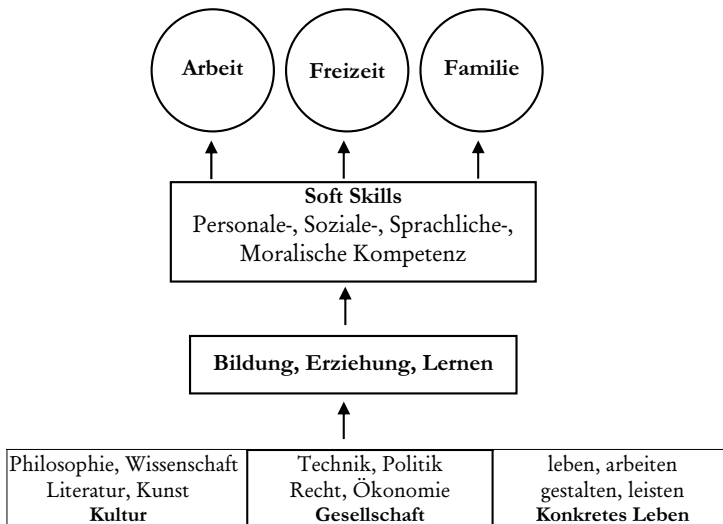 Arbeit
Freizeit
Familie
Soft Skills
Personale-, Soziale-, Sprachliche-,
Moralische Kompetenz
Bildung, Erziehung, Lernen
Philosophie, Wissenschaft
Literatur, Kunst
Kultur
Technik, Politik
Recht, Ökonomie
Gesellschaft
leben, arbeiten
gestalten, leisten
Konkretes Leben